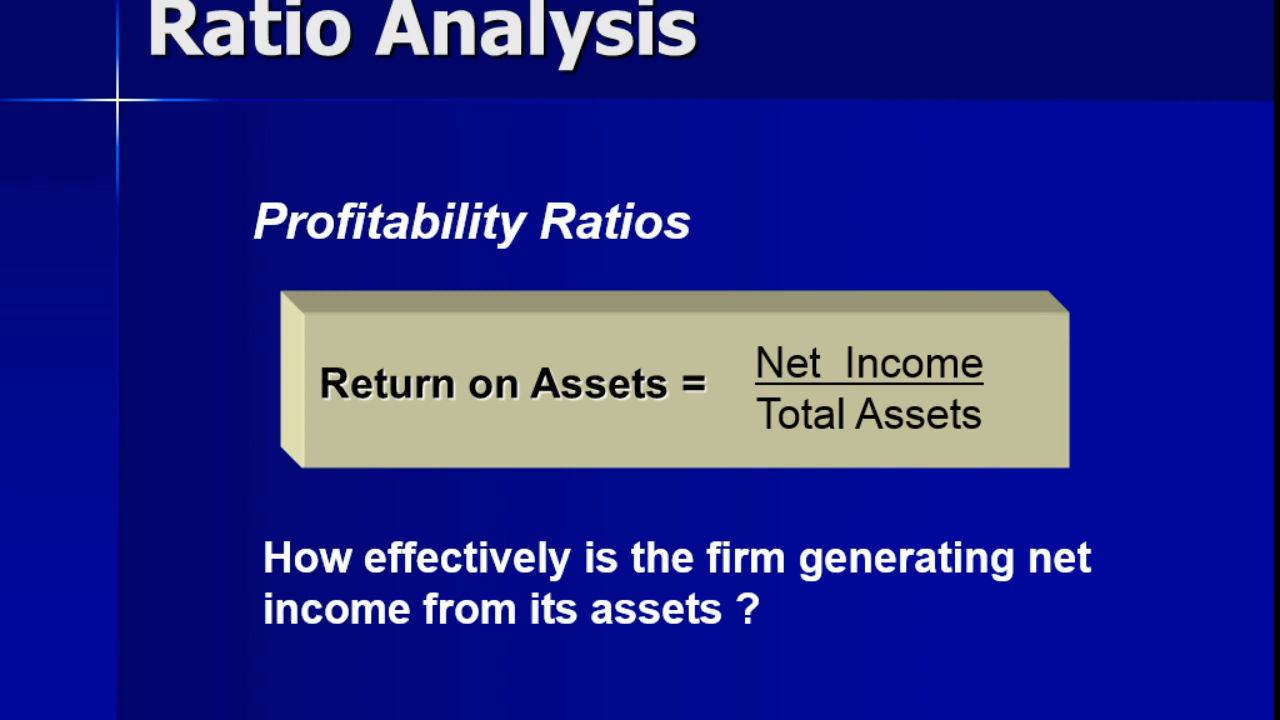 Ratio Analysis
Profitability Ratios
Return on Assets =
Net Income
Total Assets
How effectively is the firm generating net
income from its assets ?